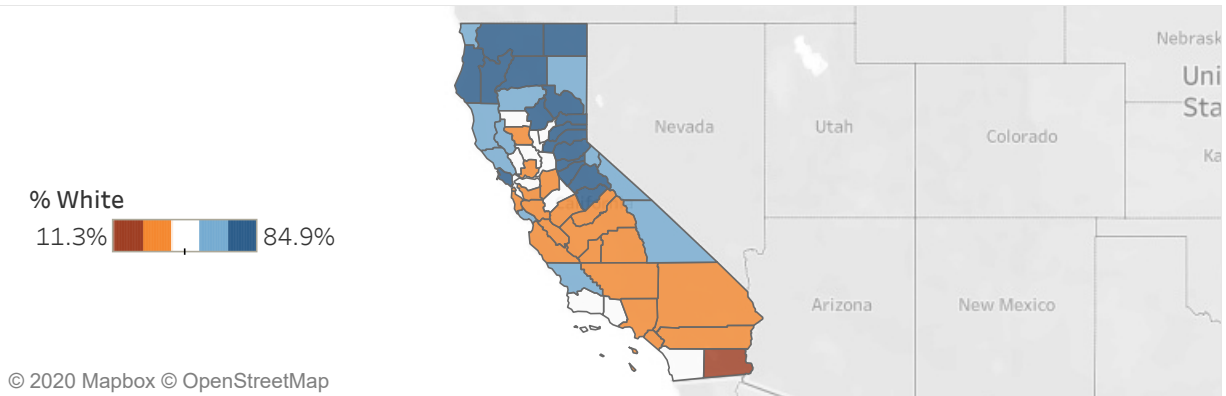 % White
11.3%
84.9%
Nebrask
Uni
Sta
Nevada
Utah
Colorado
Ka
Arizona
New Mexico
© 2020 Mapbox © OpenStreetMap